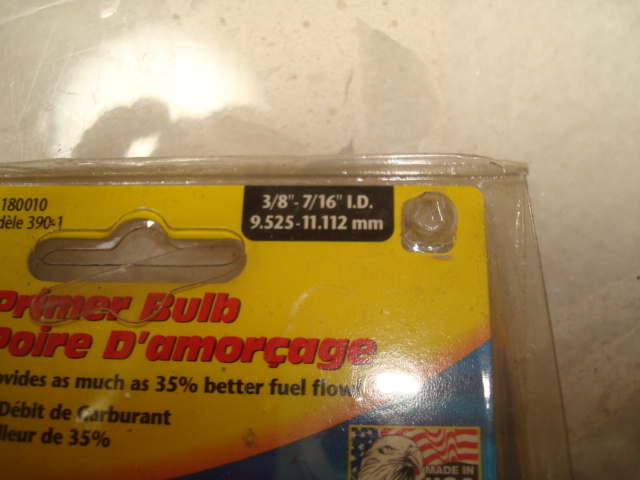 3/8"- 7/16" I.D.
9.525-11.112 mm
180010
dèle 390-1
Primer Bulb
Poire D'amorçage
ovides as much as 35% better fuel flow
Débit de Carburant
lleur de 35%
MADE IN
USA